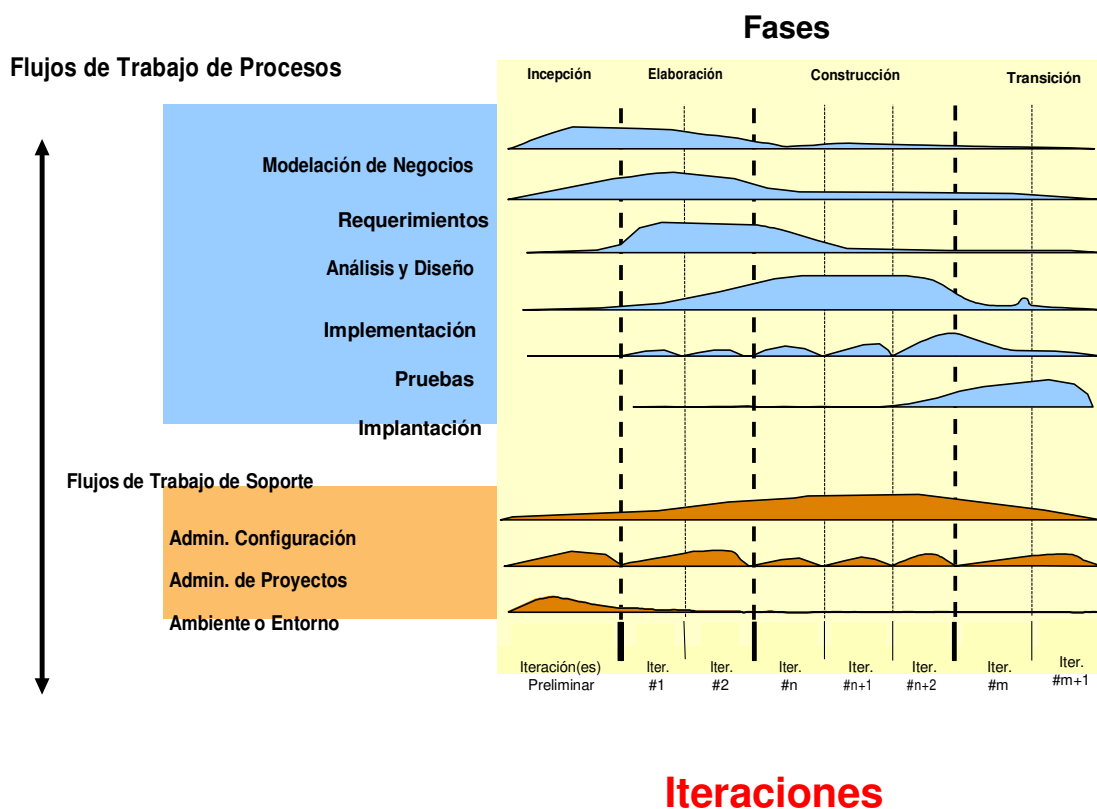 Fases
Flujos de Trabajo de Procesos
Incepción
Elaboración
Construcción
Transición
Modelación de Negocios
Requerimientos
Análisis y Diseño
Implementación
Pruebas
Implantación
Flujos de Trabajo de Soporte
Admin. Configuración
Admin. de Proyectos
Ambiente o Entorno
Iteración(es)
Preliminar
Iter.
#1
Iter.
#2
Iter.
#n
Iter.
#n+1
Iter.
#n+2
Iter.
#m
Iter.
#m+1
Iteraciones